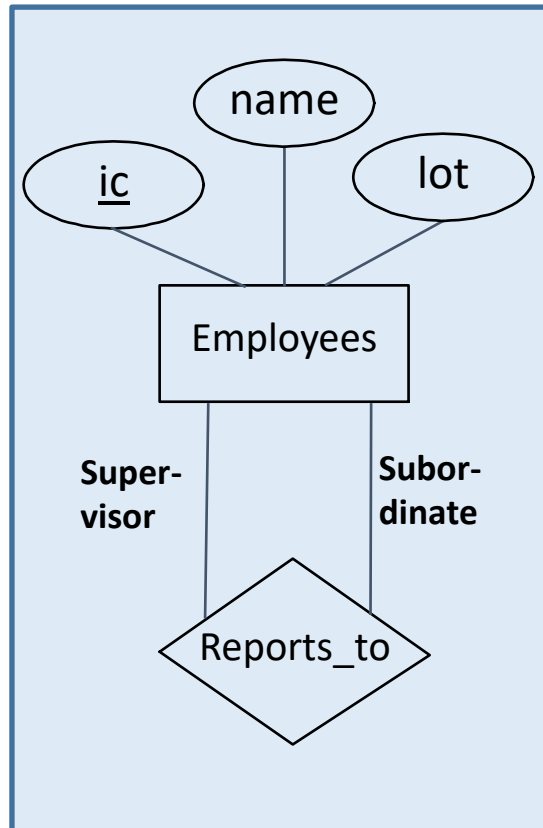 name
ic
lot
Employees
Super-
visor
Subor-
dinate
Reports_to